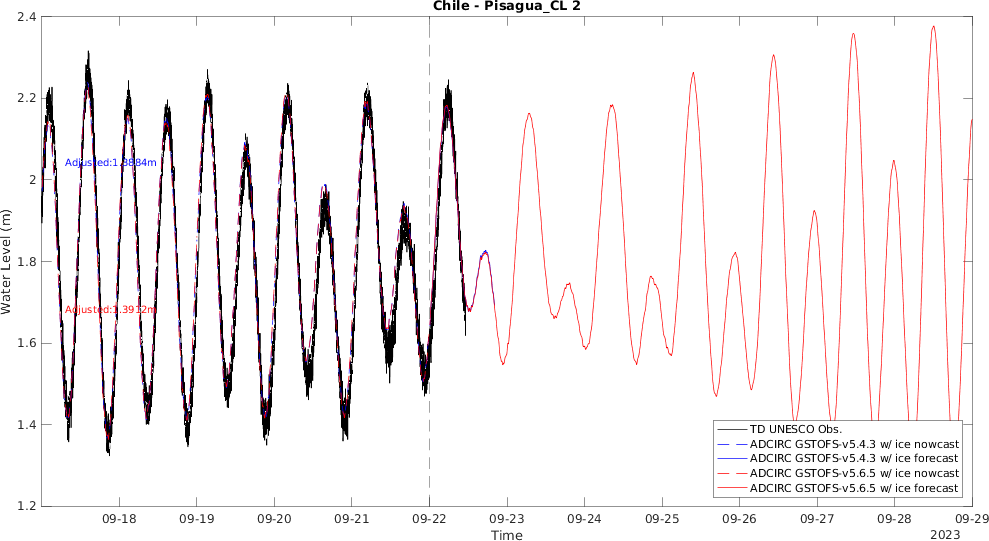 Chile - Pisagua_CL 2
2.4
2.2
2
1.8
1.6
1.4
1.2
Water Level (m)
Adjusted:1.3884m
Adjusted:1.3912m
TD UNESCO Obs.
ADCIRC GSTOFS-v5.4.3 w/ ice nowcast
ADCIRC GSTOFS-v5.4.3 w/ ice forecast
ADCIRC GSTOFS-v5.6.5 w/ ice nowcast
ADCIRC GSTOFS-v5.6.5 w/ ice forecast
09-18 09-19 09-20 09-21 09-22 09-23 09-24 09-25 09-26 09-27 09-28 09-29
Time
2023